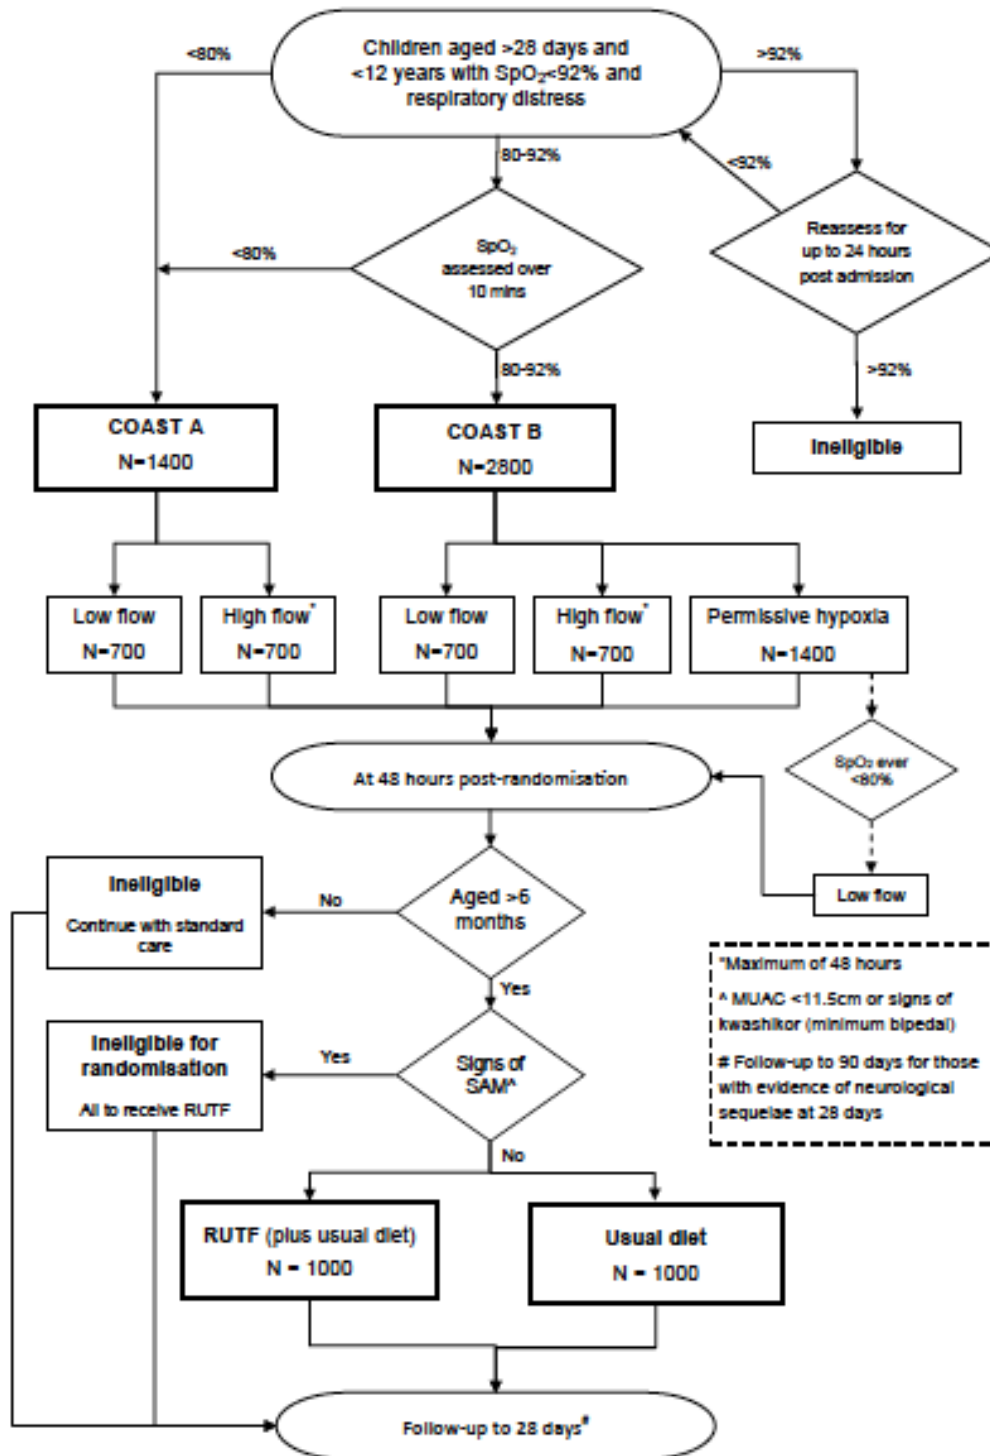 Children aged >28 days and
<12 years with SpO₂<92% and
respiratory distress
<80%
>92%
80-92%
<92%
Reassess for
up to 24 hours
post admission
SpO₂
assessed over
10 mins
<80%
80-92%
>92%
COAST A
N=1400
COAST B
N=2800
Ineligible
Low flow
N=700
High flow*
N=700
Low flow
N=700
High flow*
N=700
Permissive hypoxia
N=1400
At 48 hours post-randomisation
SpO₂ ever
<80%
Low flow
Aged >6
months
No
Ineligible
Continue with standard
care
Yes
Signs of
SAM^
Yes
Ineligible for
randomisation
All to receive RUTF
No
*Maximum of 48 hours
^ MUAC <11.5cm or signs of
kwashikor (minimum bipedal)
# Follow-up to 90 days for those
with evidence of neurological
sequelae at 28 days
RUTF (plus usual diet)
N = 1000
Usual diet
N = 1000
Follow-up to 28 days#